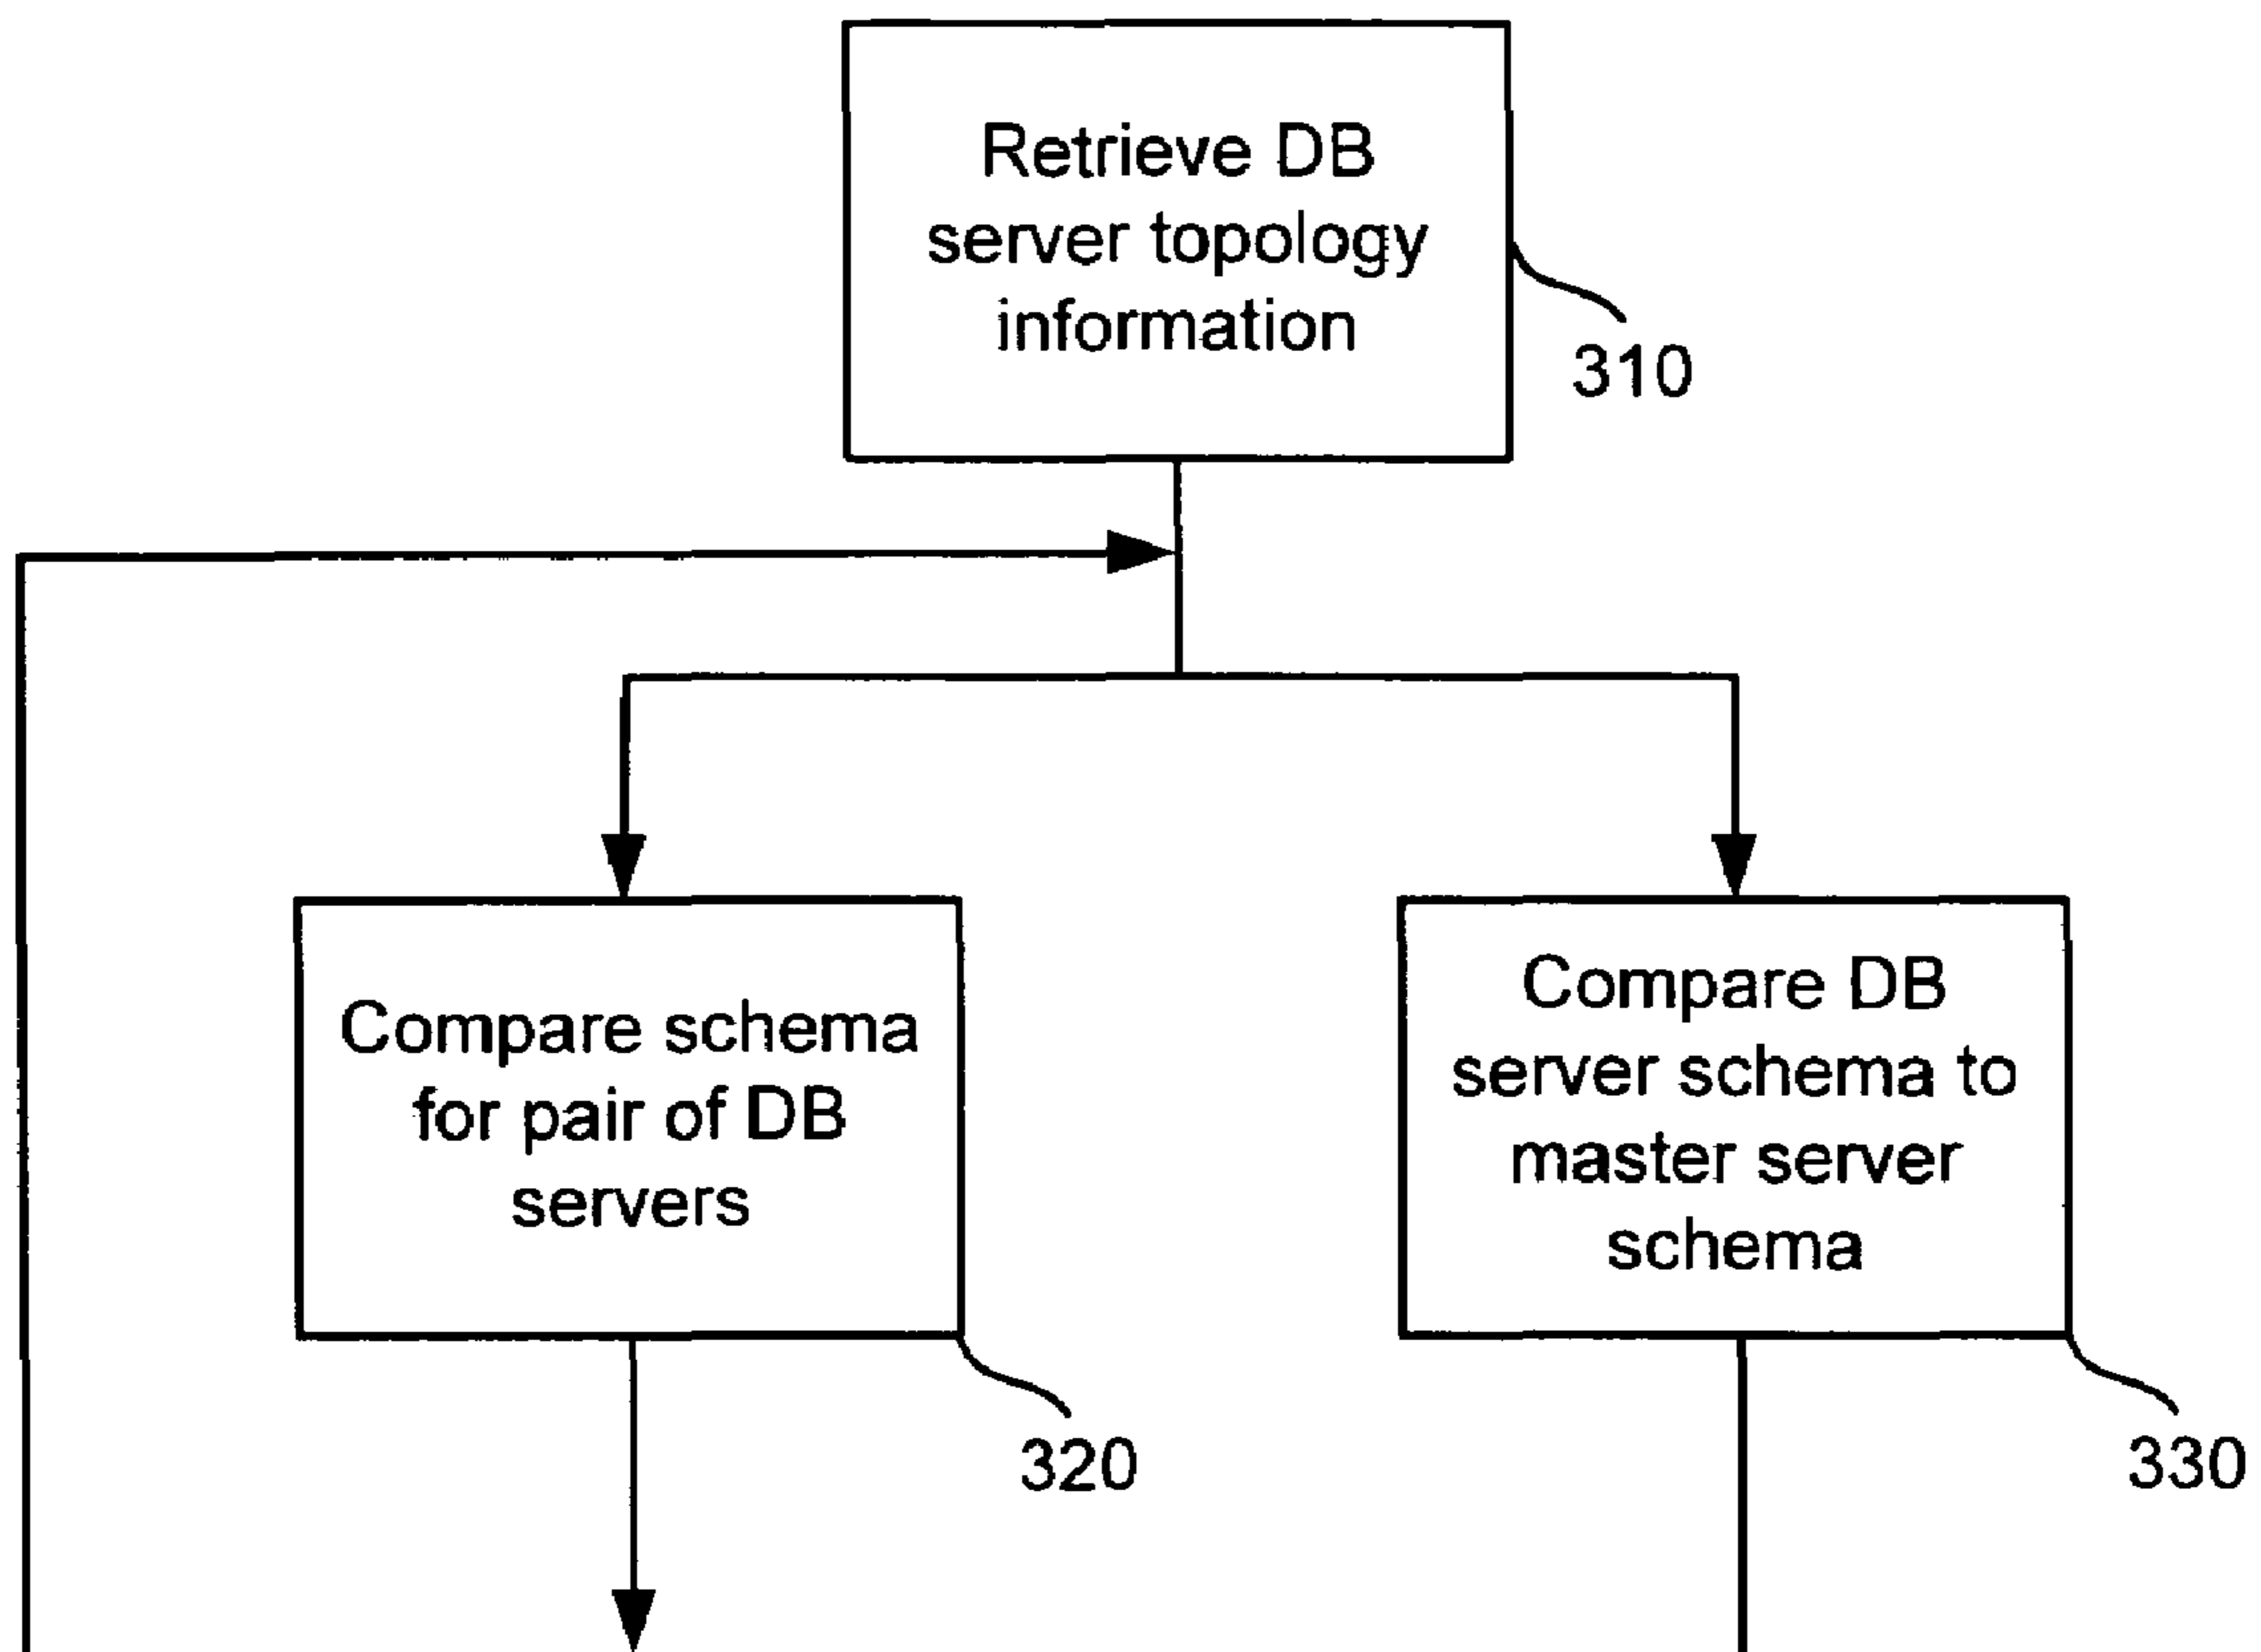 Retrieve DB
server topology
information
310
Compare schema
for pair of DB
servers
320
Compare DB
server schema to
master server
schema
330